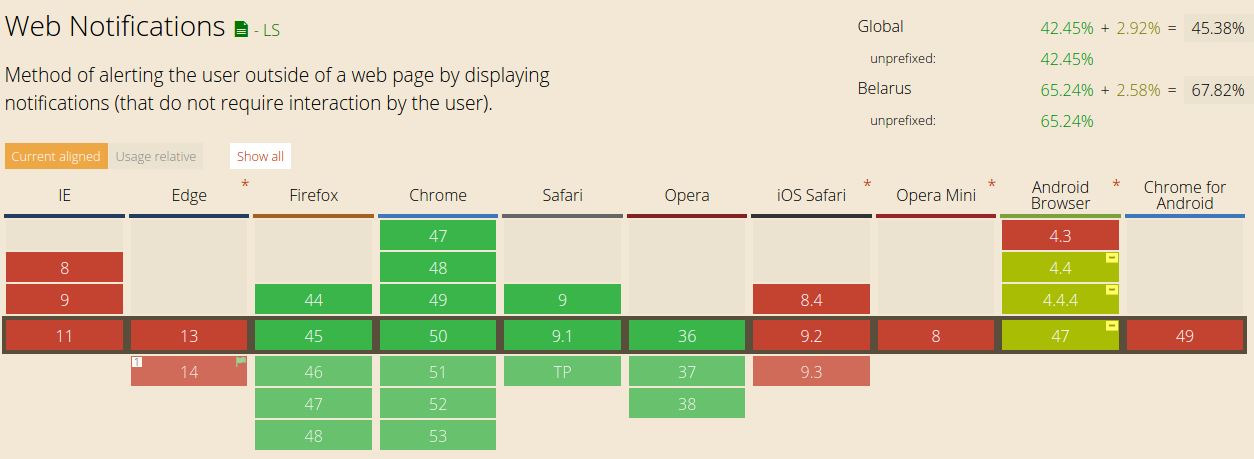 Web Notifications - LS
Global 42.45% + 2.92% = 45.38%
unprefixed: 42.45%
Belarus 65.24% + 2.58% = 67.82%
unprefixed: 65.24%
Method of alerting the user outside of a web page by displaying
notifications (that do not require interaction by the user).
Current aligned Usage relative Show all
IE Edge * Firefox Chrome Safari Opera iOS Safari * Opera Mini * Android Browser * Chrome for Android
47 4.3
8 48 4.4
9 44 49 9 8.4 4.4.4
11 13 45 50 9.1 36 9.2 8 47 49
1 14 46 51 TP 37 9.3
47 52 38
48 53